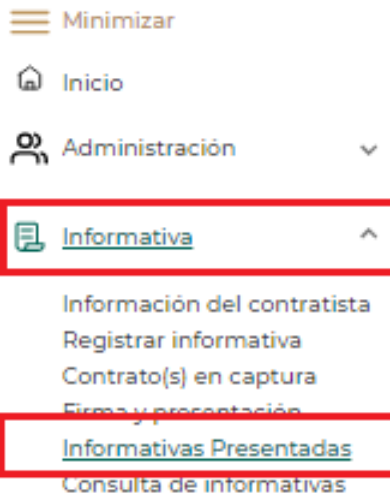 Minimizar
Inicio
Administración
Informativa
Información del contratista
Registrar informativa
Contrato(s) en captura
Firma y presentación
Informativas Presentadas
Consulta de informativas